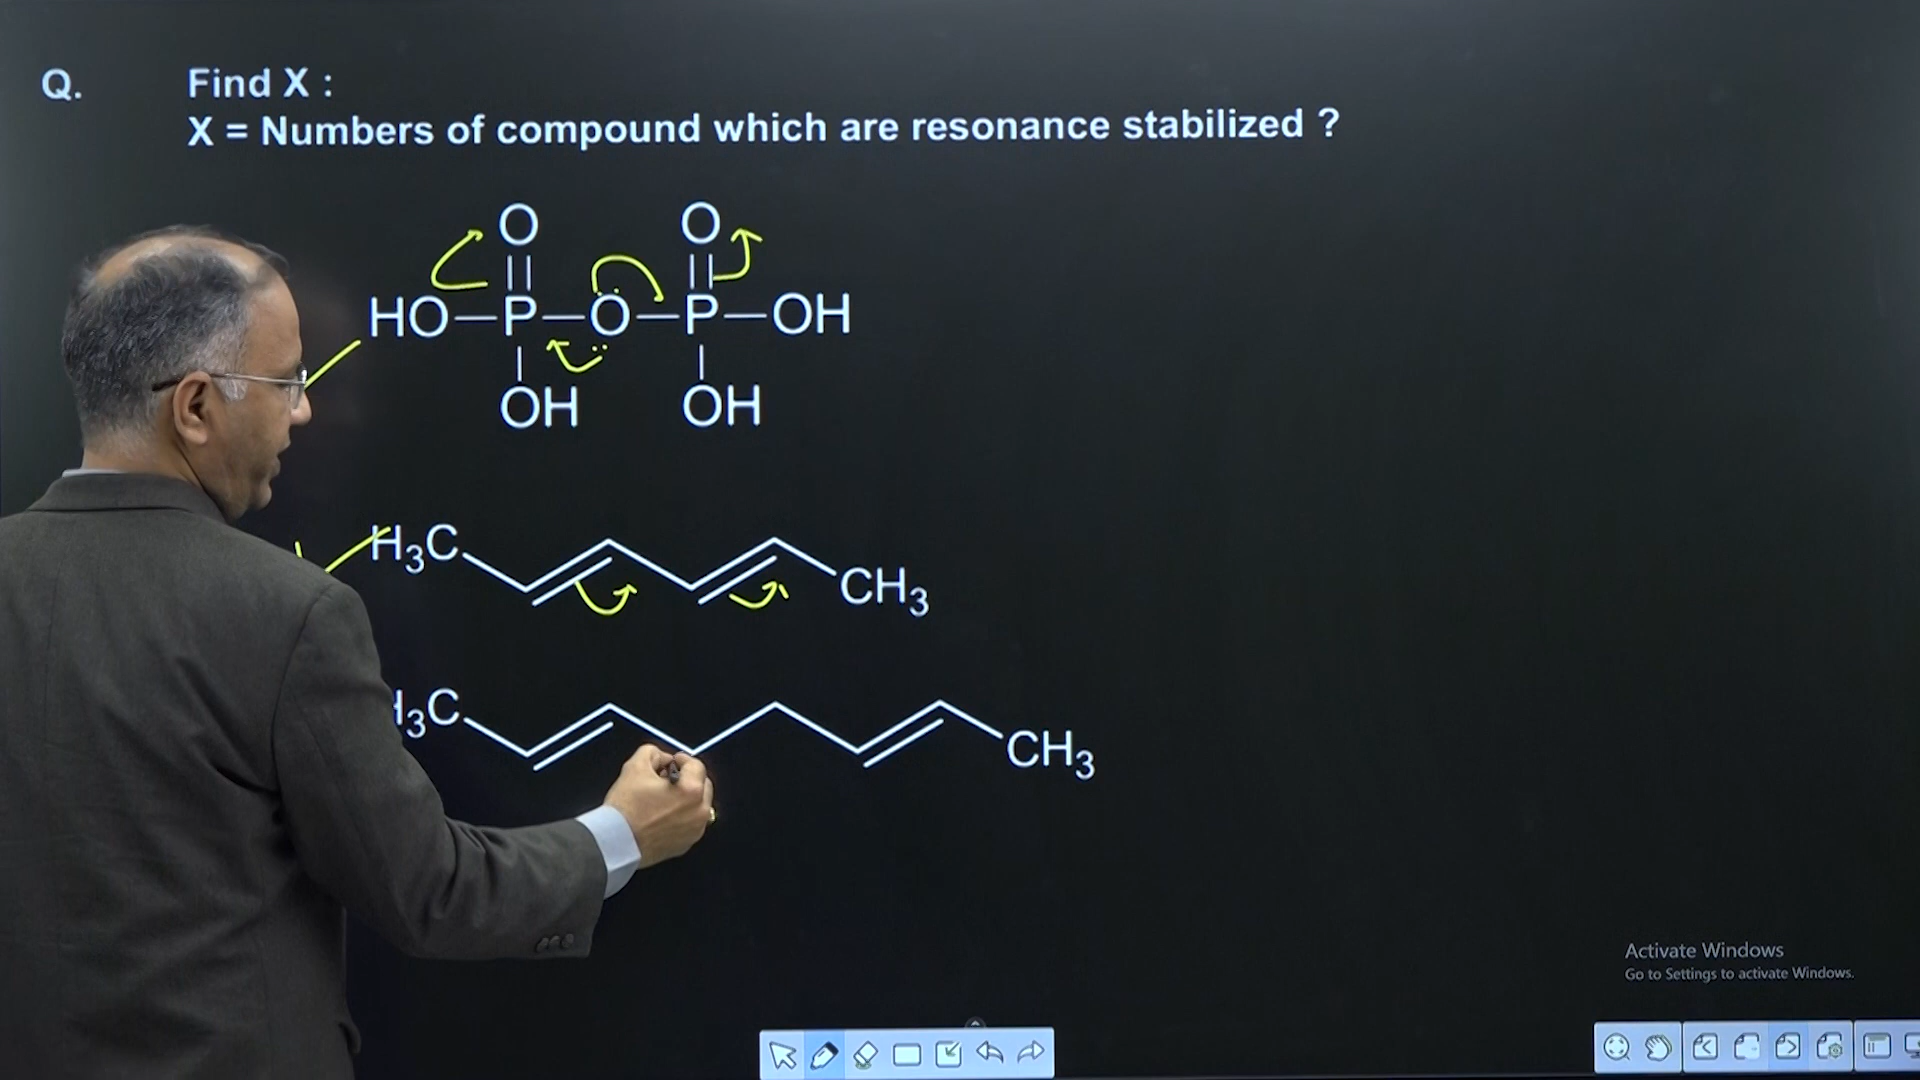 Q. Find X :
X = Numbers of compound which are resonance stabilized ?
O O
HO P O P OH
OH OH
H3C CH3
H3C CH3
Activate Windows
Go to Settings to activate Windows.